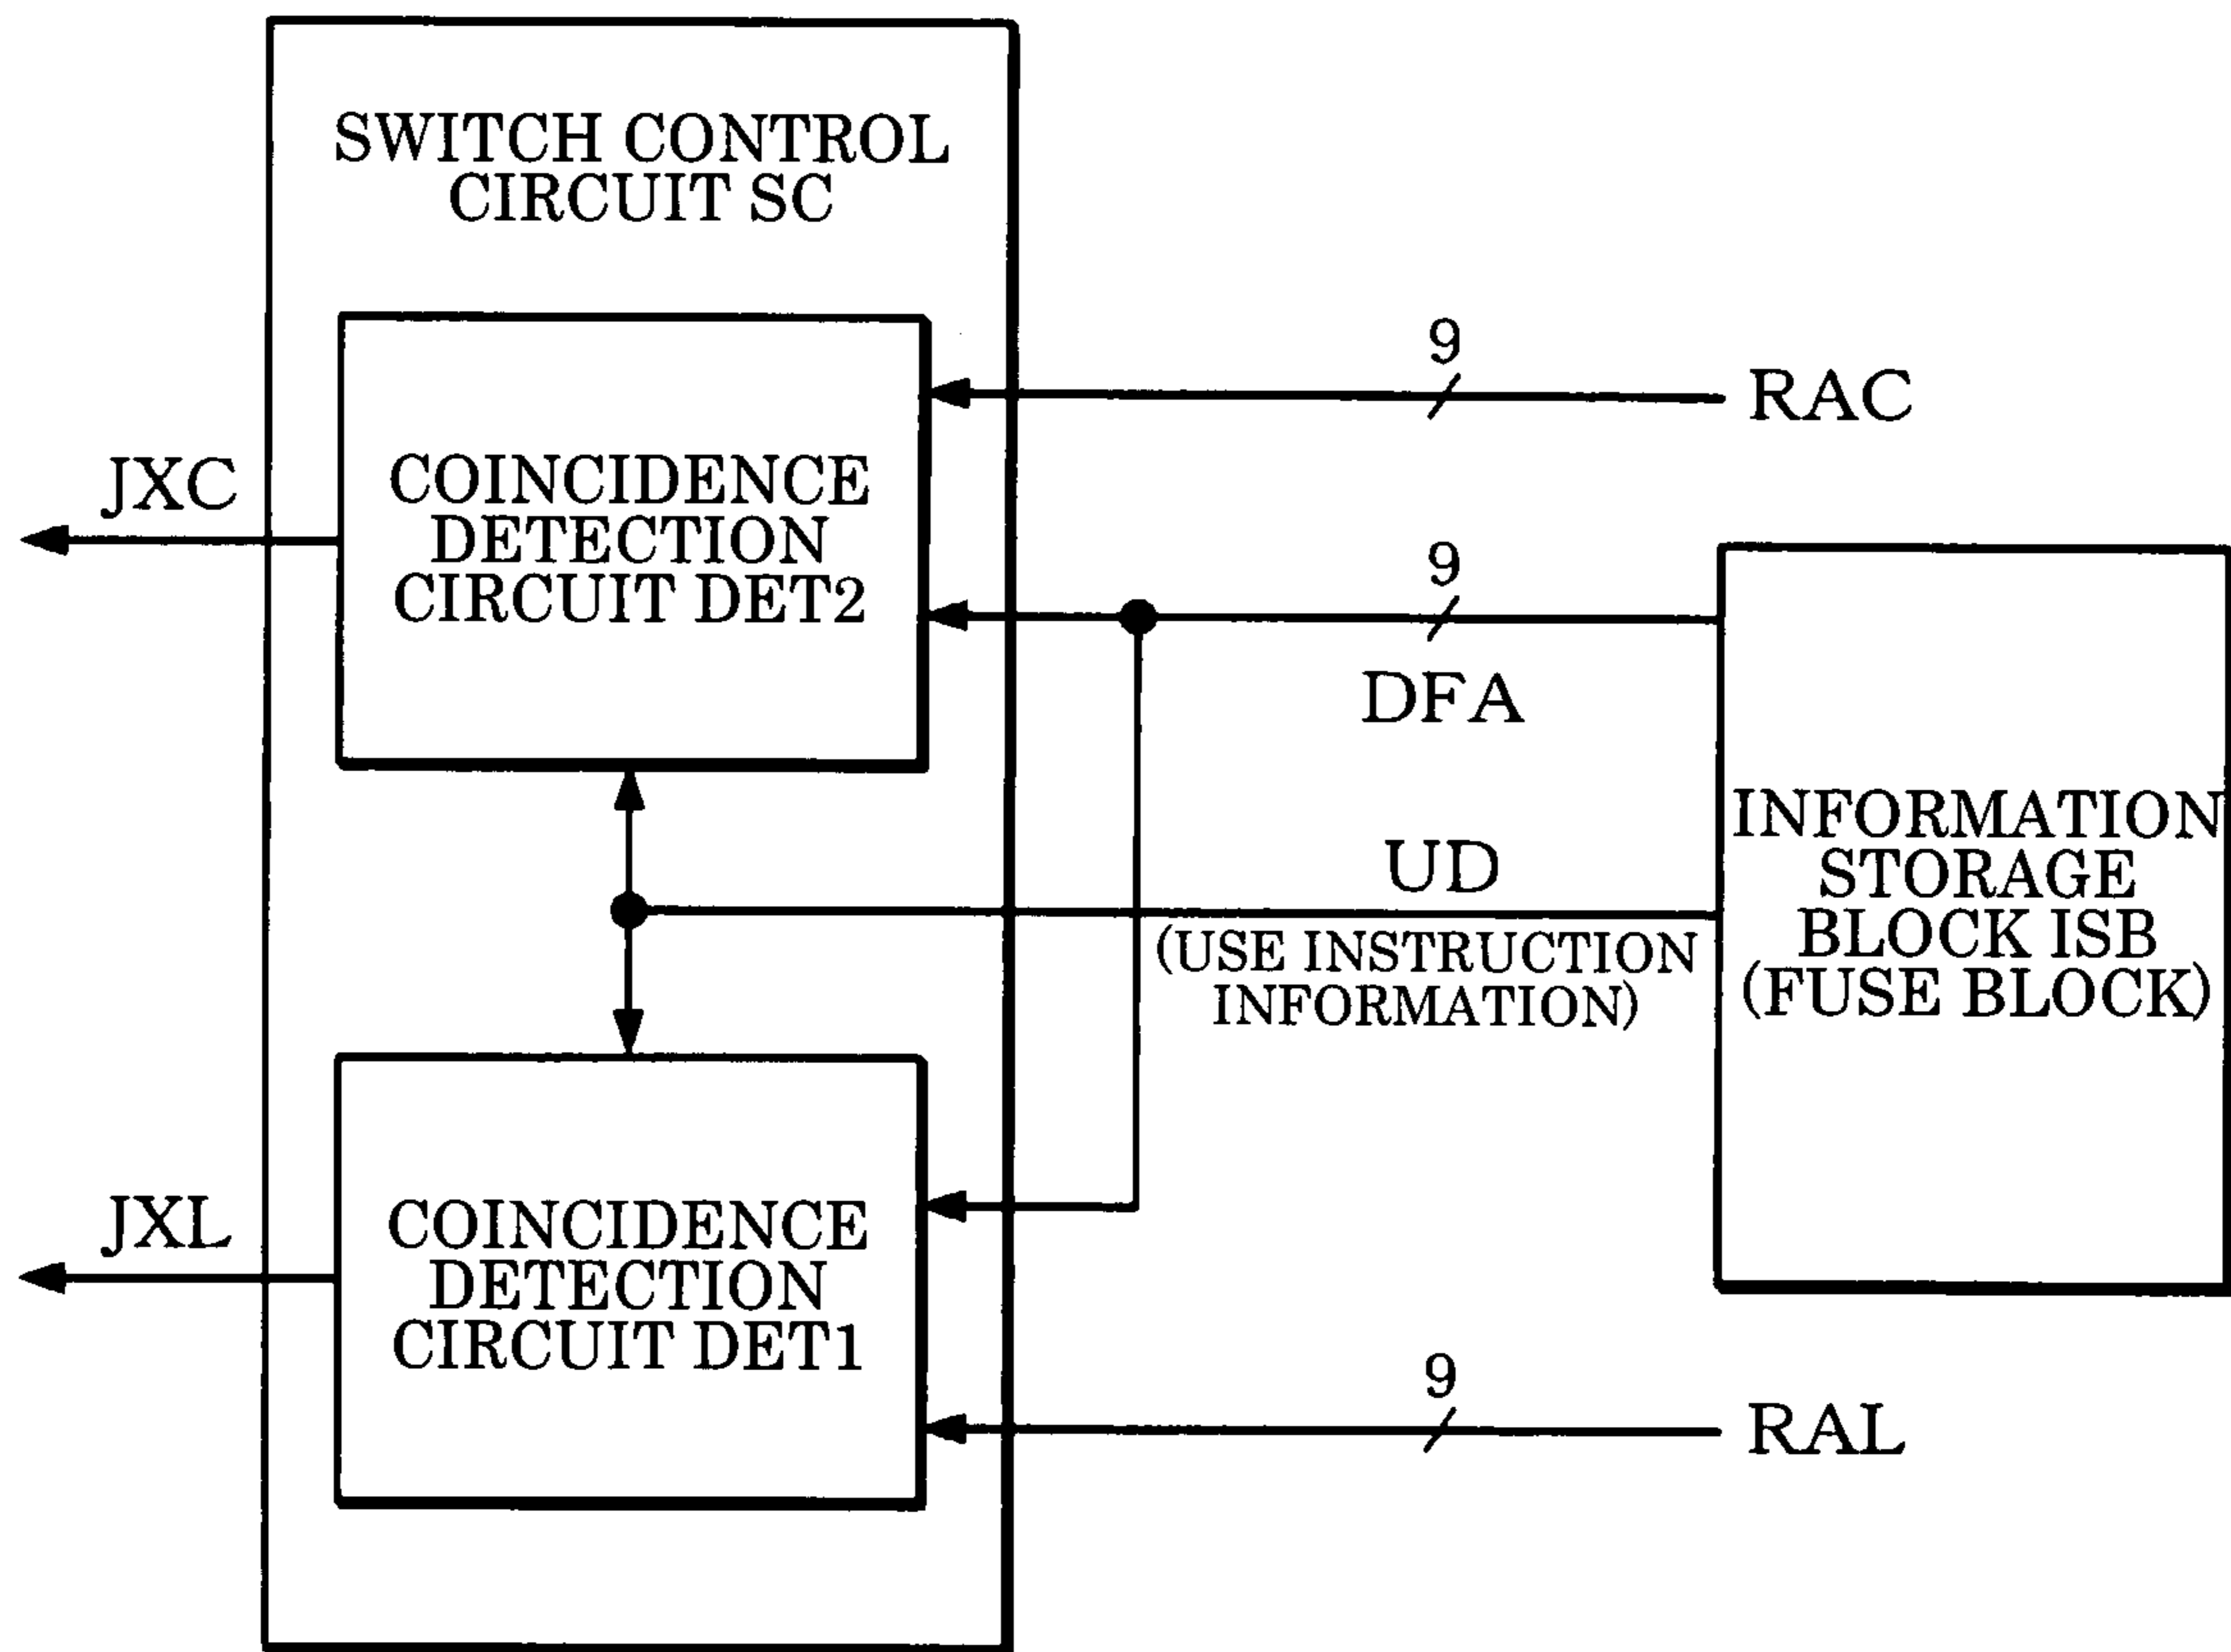 SWITCH CONTROL
CIRCUIT SC
9
RAC
JXC
COINCIDENCE
DETECTION
CIRCUIT DET2
9
DFA
UD
(USE INSTRUCTION
INFORMATION)
INFORMATION
STORAGE
BLOCK ISB
(FUSE BLOCK)
JXL
COINCIDENCE
DETECTION
CIRCUIT DET1
9
RAL